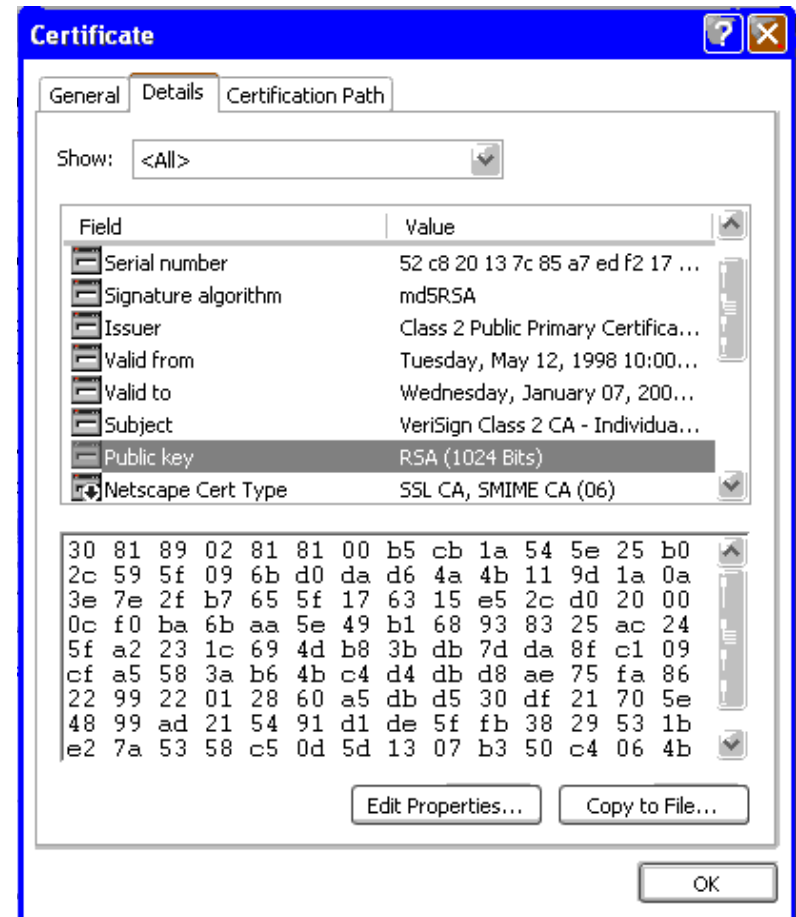 Certificate
General Details Certification Path
Show: <All>
Field Value
Serial number 52 c8 20 13 7c 85 a7 ed f2 17 ...
Signature algorithm md5RSA
Issuer Class 2 Public Primary Certifica...
Valid from Tuesday, May 12, 1998 10:00...
Valid to Wednesday, January 07, 200...
Subject VeriSign Class 2 CA - Individua...
Public key RSA (1024 Bits)
Netscape Cert Type SSL CA, SMIME CA (06)
30 81 89 02 81 81 00 b5 cb 1a 54 5e 25 b0
2c 59 5f 09 6b d0 da d6 4a 4b 11 9d 1a 0a
3e 7e 2f b7 65 5f 17 63 15 e5 2c d0 20 00
0c f0 ba 6b aa 5e 49 b1 68 93 83 25 ac 24
5f a2 23 1c 69 4d b8 3b db 7d da 8f c1 09
cf a5 58 3a b6 4b c4 d4 db d8 ae 75 fa 86
22 99 22 01 28 60 a5 db d5 30 df 21 70 5e
48 99 ad 21 54 91 d1 de 5f fb 38 29 53 1b
e2 7a 53 58 c5 0d 5d 13 07 b3 50 c4 06 4b
Edit Properties... Copy to File...
OK